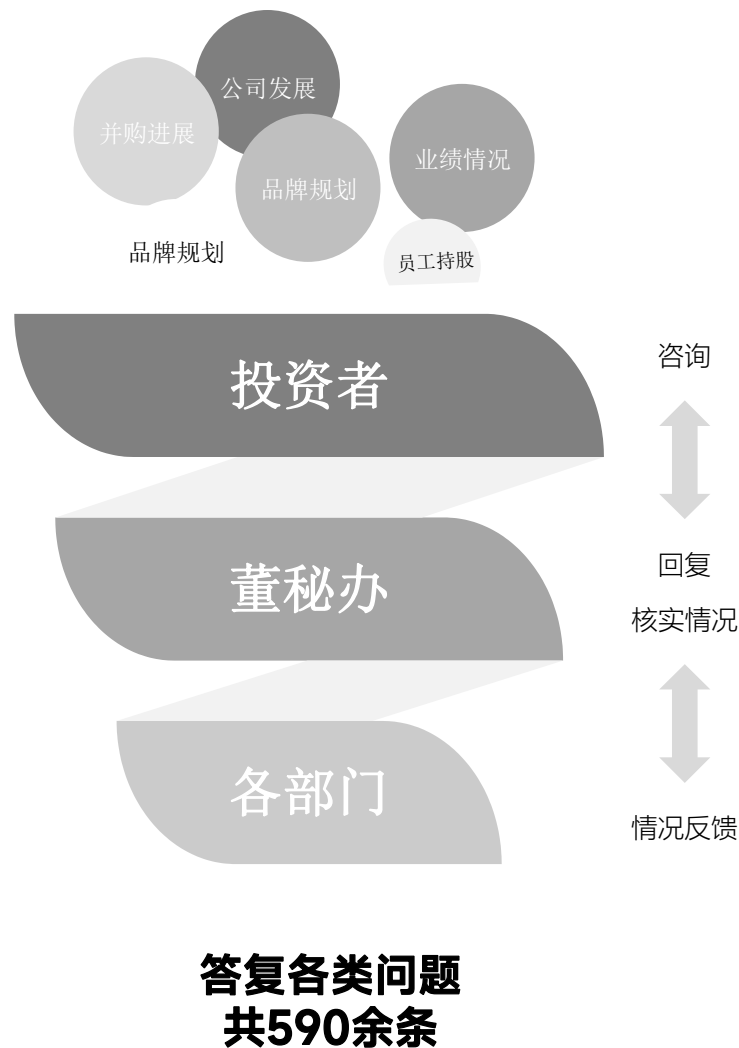 公司发展
并购进展
业绩情况
品牌规划
品牌规划
员工持股
投资者
咨询
董秘办
回复
核实情况
各部门
情况反馈
答复各类问题
共590余条